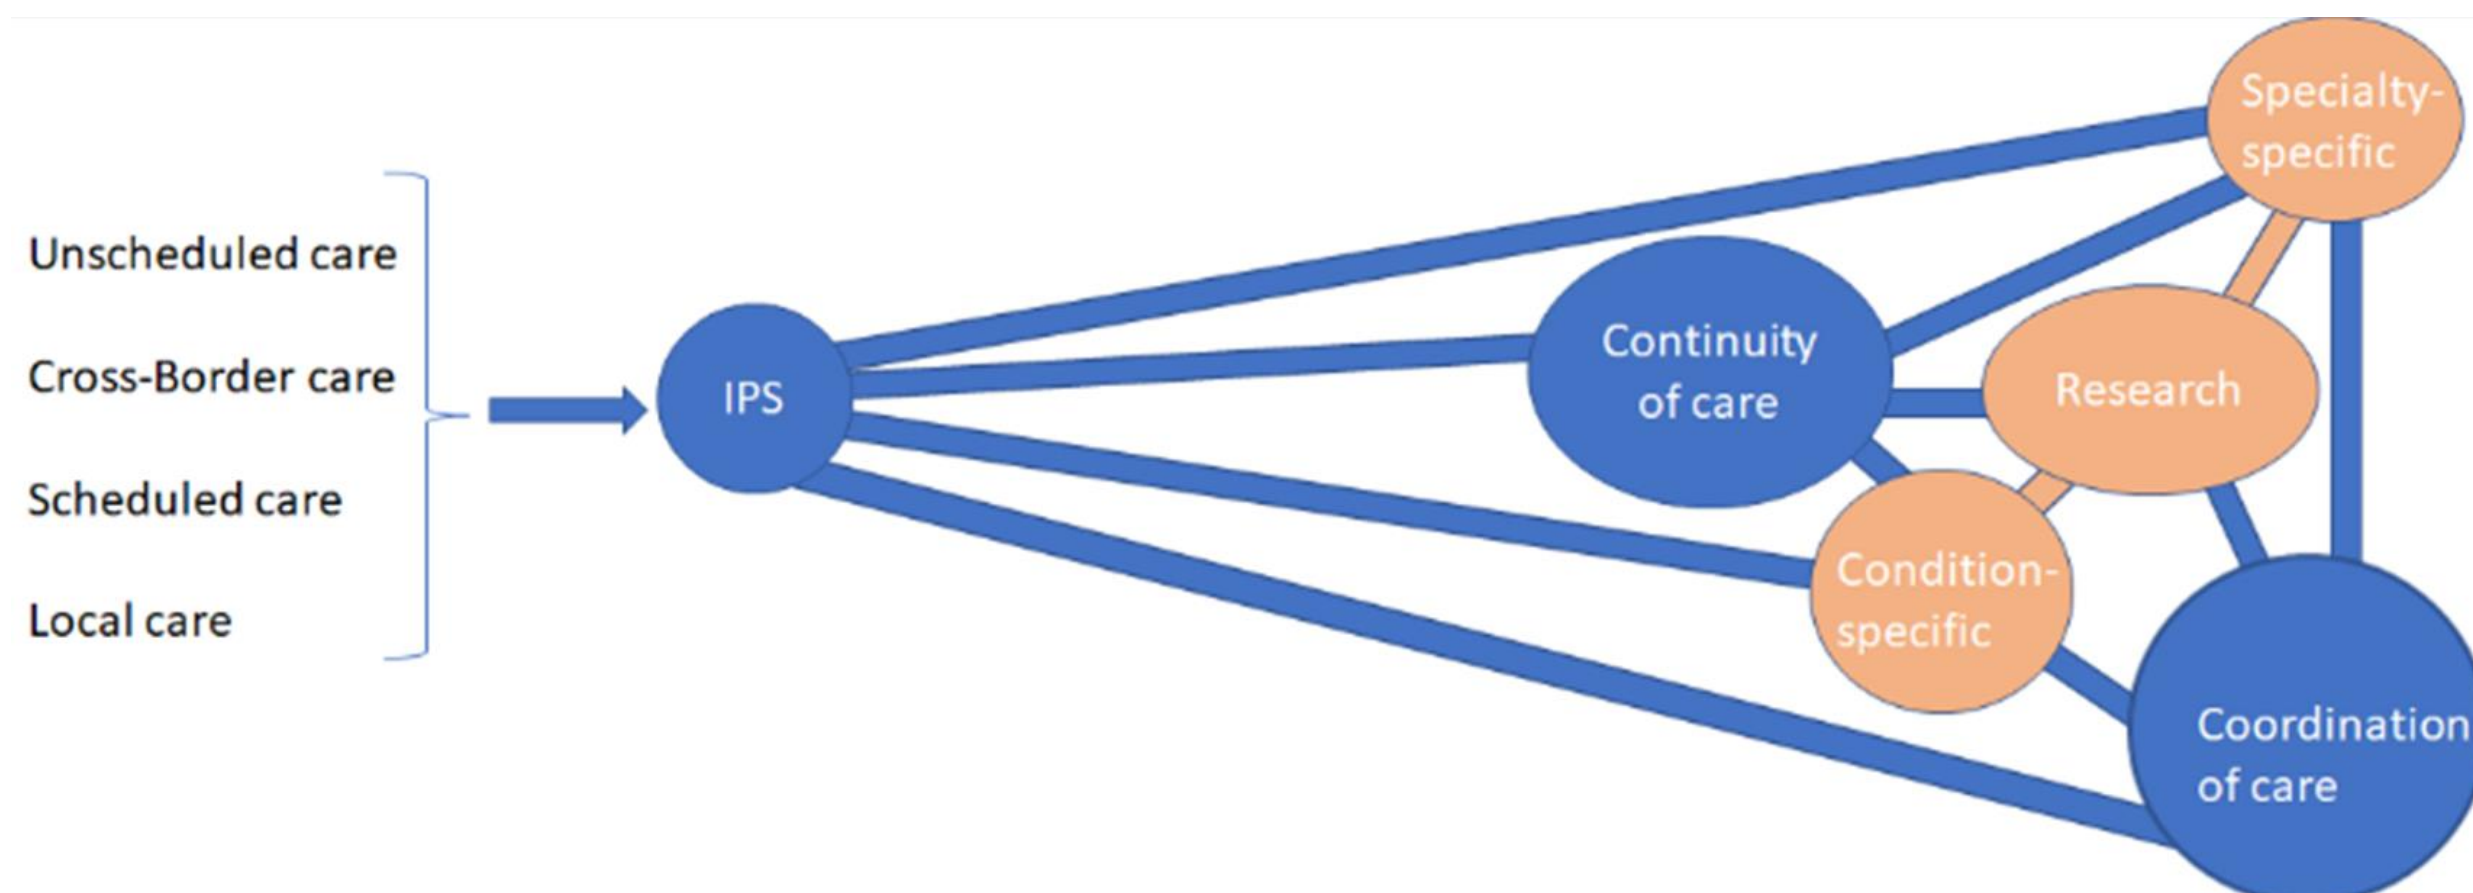 Unscheduled care
Cross-Border care
Scheduled care
Local care
IPS
Continuity
of care
Specialty-
specific
Research
Condition-
specific
Coordination
of care